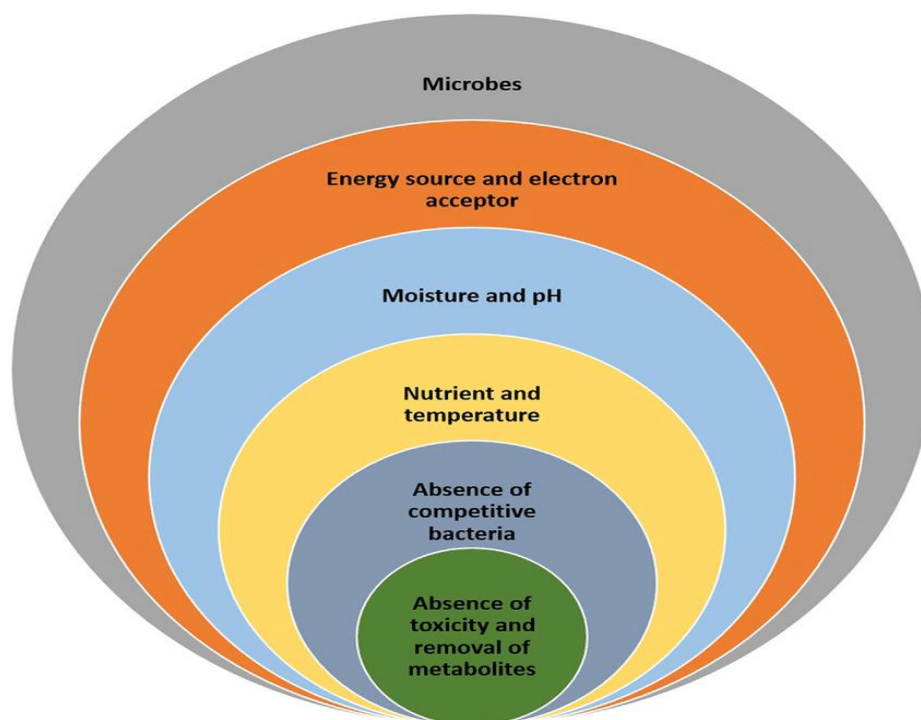 Microbes
Energy source and electron
acceptor
Moisture and pH
Nutrient and
temperature
Absence of
competitive
bacteria
Absence of
toxicity and
removal of
metabolites